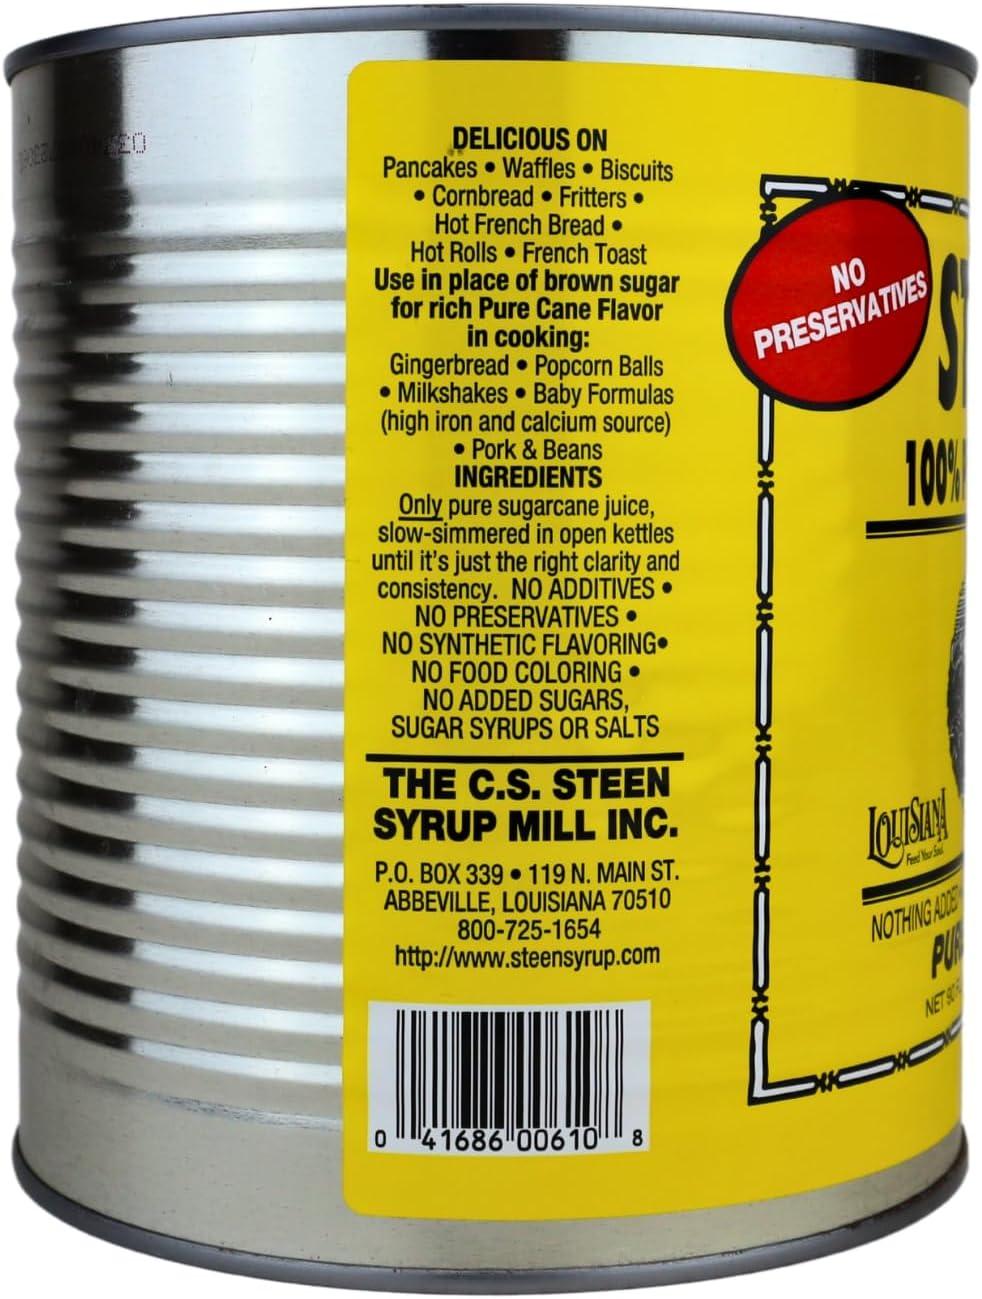 DELICIOUS ON
Pancakes • Waffles • Biscuits
• Cornbread • Fritters •
Hot French Bread •
Hot Rolls • French Toast
Use in place of brown sugar
for rich Pure Cane Flavor
in cooking:
Gingerbread • Popcorn Balls
• Milkshakes • Baby Formulas
(high iron and calcium source)
• Pork & Beans
INGREDIENTS
Only pure sugarcane juice,
slow-simmered in open kettles
until it's just the right clarity and
consistency. NO ADDITIVES •
NO PRESERVATIVES •
NO SYNTHETIC FLAVORING•
NO FOOD COLORING •
NO ADDED SUGARS,
SUGAR SYRUPS OR SALTS
THE C.S. STEEN
SYRUP MILL INC.
P.O. BOX 339 • 119 N. MAIN ST.
ABBEVILLE, LOUISIANA 70510
800-725-1654
http://www.steensyrup.com
0 41686 00610 8
NO
PRESERVATIVES
100%
LOUISIANA
Feed Your Soul.
NOTHING ADDED
NET 90